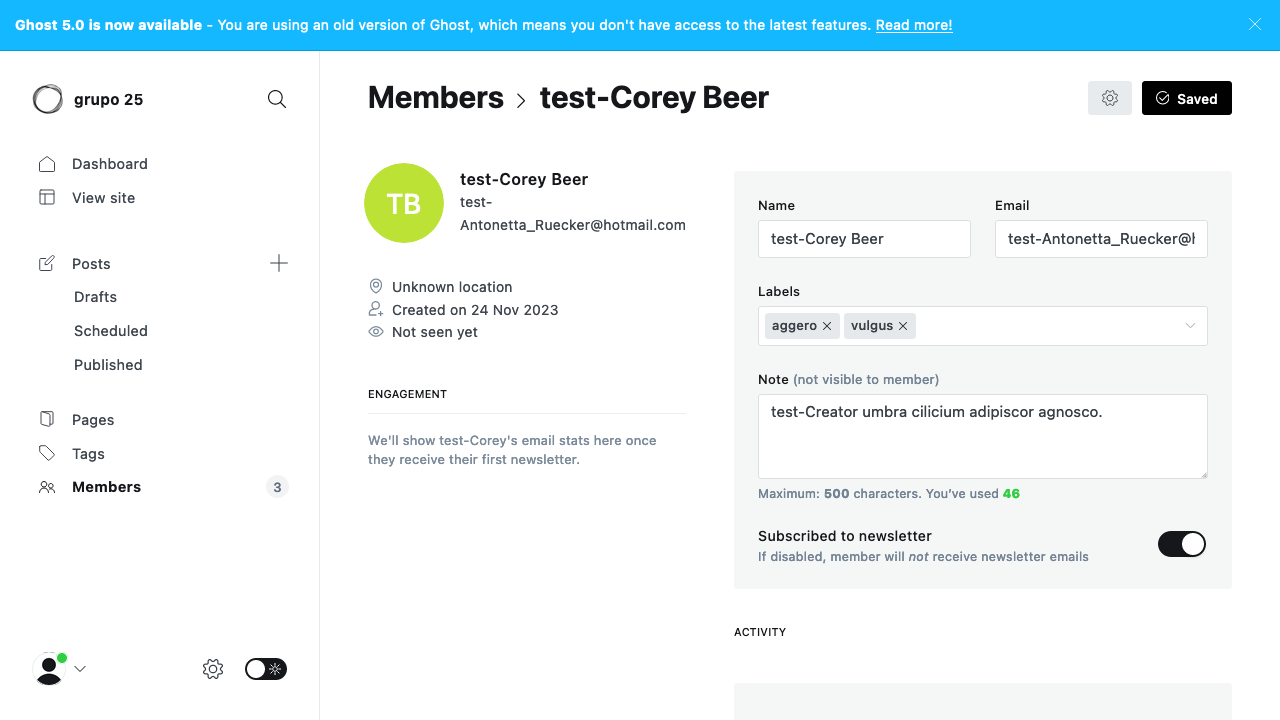 Ghost 5.0 is now available - You are using an old version of Ghost, which means you don't have access to the latest features. Read more!
grupo 25
Members > test-Corey Beer
Saved
Dashboard
View site
Posts
Drafts
Scheduled
Published
Pages
Tags
Members 3
TB
test-Corey Beer
test-
Antonetta_Ruecker@hotmail.com
Unknown location
Created on 24 Nov 2023
Not seen yet
ENGAGEMENT
We'll show test-Corey's email stats here once
they receive their first newsletter.
Name
test-Corey Beer
Email
test-Antonetta_Ruecker@h
Labels
aggero vulgus
Note (not visible to member)
test-Creator umbra cilicium adipiscor agnosco.
Maximum: 500 characters. You've used 46
Subscribed to newsletter
If disabled, member will not receive newsletter emails
ACTIVITY